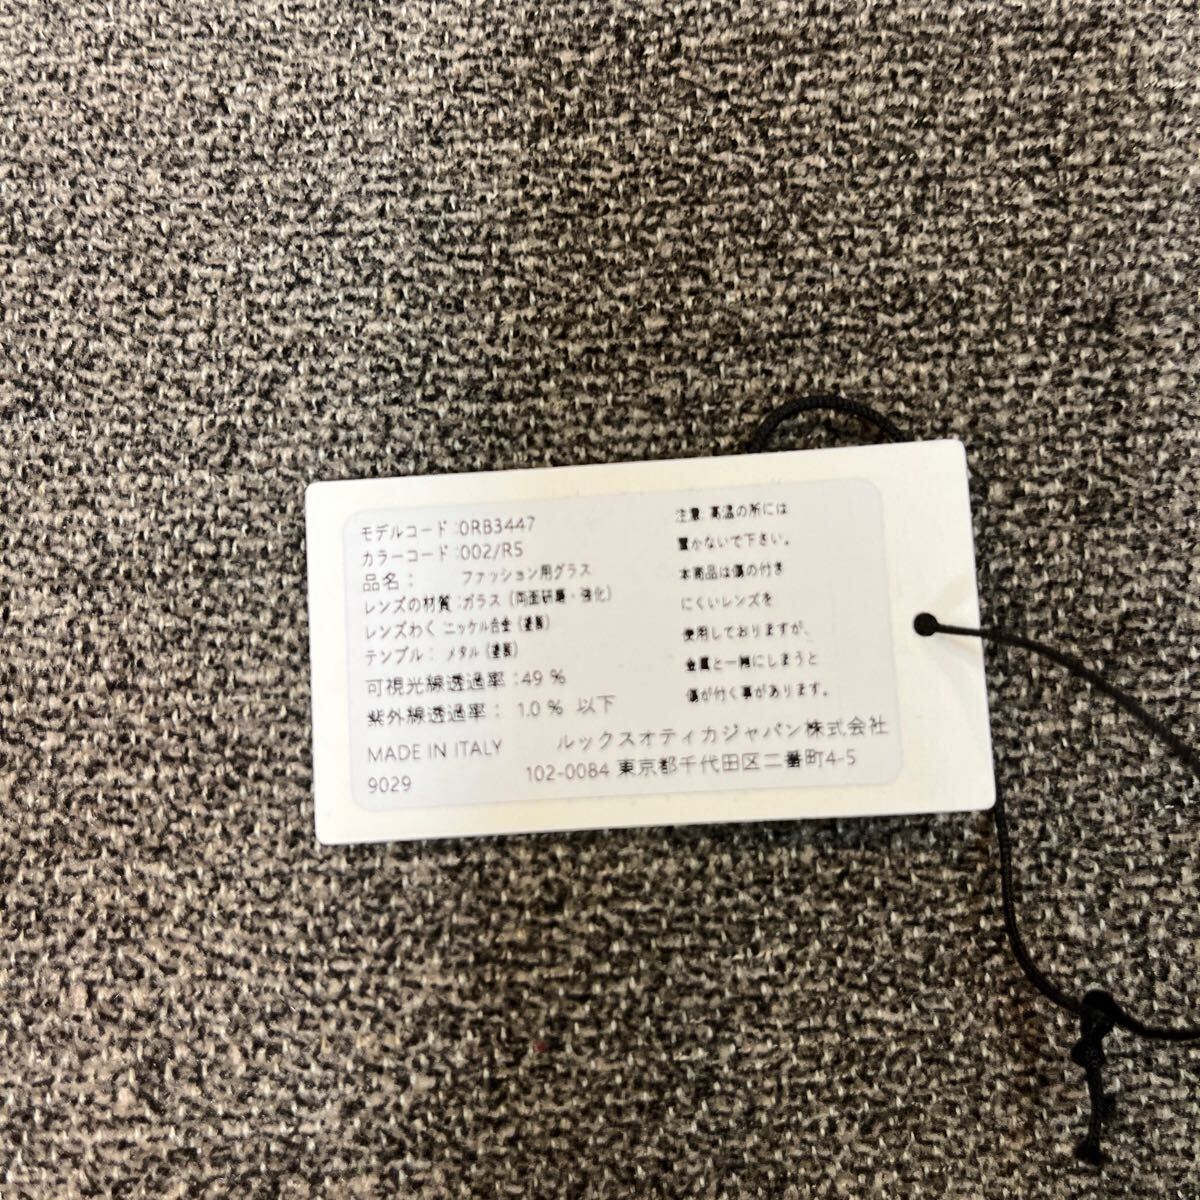 モデルコード :0RB3447
カラーコード :002/R5
品名： ファッション用グラス
レンズの材質 :ガラス (両面研磨・強化)
レンズわく ニッケル合金 (塗装)
テンプル： メタル (塗装)
可視光線透過率 :49 %
紫外線透過率： 1.0 % 以下
MADE IN ITALY
9029
注意: 高温の所には
置かないで下さい。
本商品は傷の付き
にくいレンズを
使用しておりますが、
金属と一緒にしまうと
傷が付く事があります。
ルックスオティカジャパン株式会社
102-0084 東京都千代田区二番町4-5